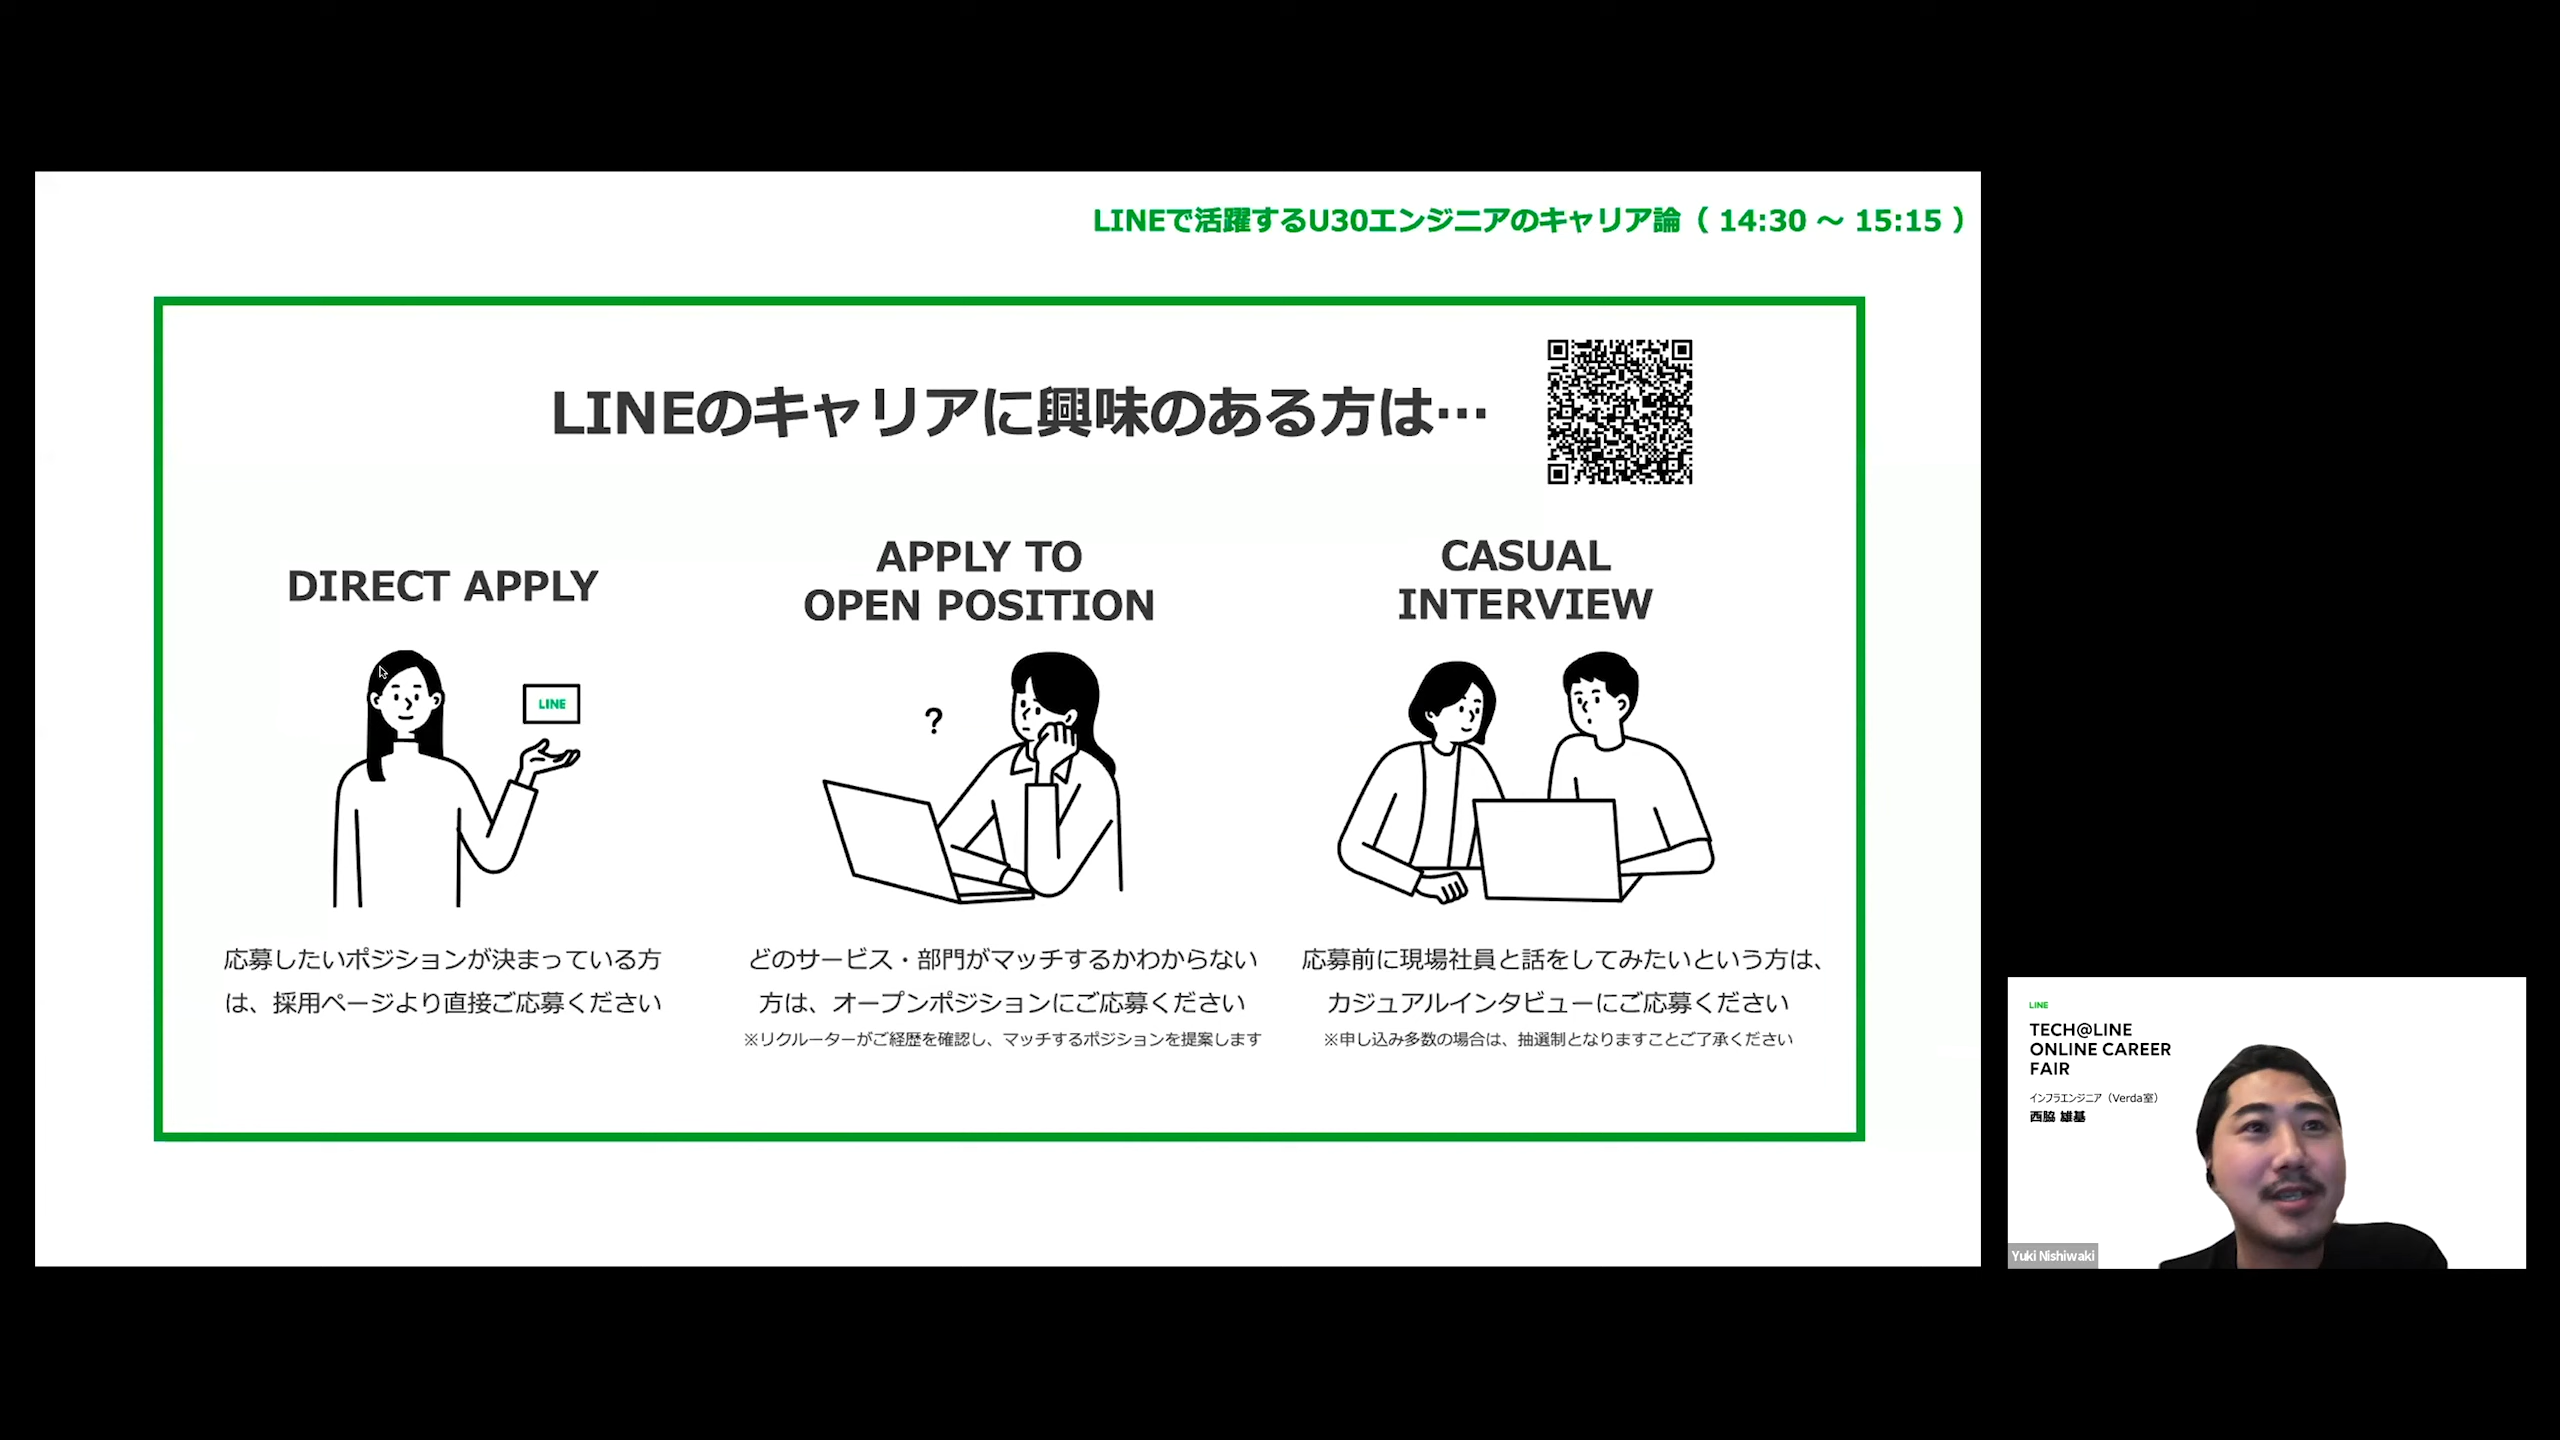 LINEで活躍するU30エンジニアのキャリア論（ 14:30 ～ 15:15 ）
LINEのキャリアに興味のある方は…
DIRECT APPLY
LINE
応募したいポジションが決まっている方
は、採用ページより直接ご応募ください
APPLY TO
OPEN POSITION
?
どのサービス・部門がマッチするかわからない
方は、オープンポジションにご応募ください
※リクルーターがご経歴を確認し、マッチするポジションを提案します
CASUAL
INTERVIEW
応募前に現場社員と話をしてみたいという方は、
カジュアルインタビューにご応募ください
※申し込み多数の場合は、抽選制となりますことご了承ください
LINE
TECH@LINE
ONLINE CAREER
FAIR
インフラエンジニア（Verda室）
西脇 雄基
Yuki Nishiwaki